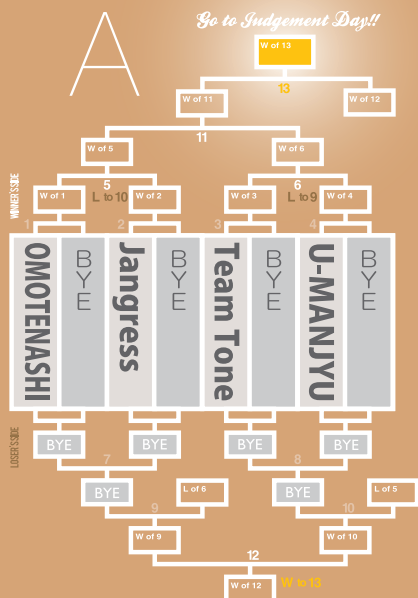 A
Go to Judgement Day!!
W of 13
13
W of 11
W of 12
11
W of 5
W of 6
5
6
L to 10
L to 9
W of 1
W of 2
W of 3
W of 4
WINNER'S SIDE
1
2
3
4
OMOTENASHI
BYE
Jangress
BYE
Team Tone
BYE
U-MANJYU
BYE
LOSER'S SIDE
BYE
BYE
BYE
BYE
7
8
BYE
L of 6
BYE
L of 5
9
10
W of 9
W of 10
12
W of 12
W to 13